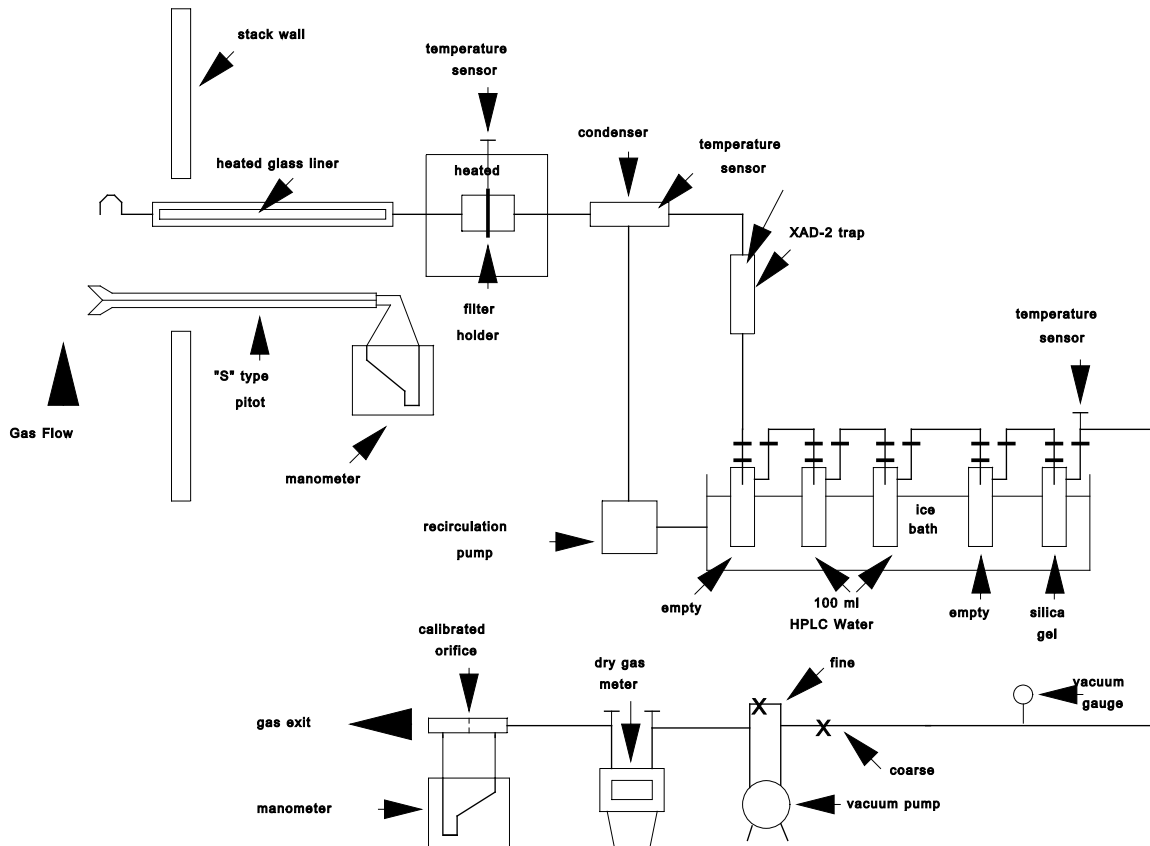 stack wall
temperature
sensor
condenser
temperature
sensor
heated glass liner
heated
XAD-2 trap
filter
holder
temperature
sensor
"S" type
pitot
Gas Flow
manometer
recirculation
pump
ice
bath
empty
100 ml
HPLC Water
empty
silica
gel
calibrated
orifice
dry gas
meter
fine
vacuum
gauge
gas exit
X
X
coarse
manometer
vacuum pump